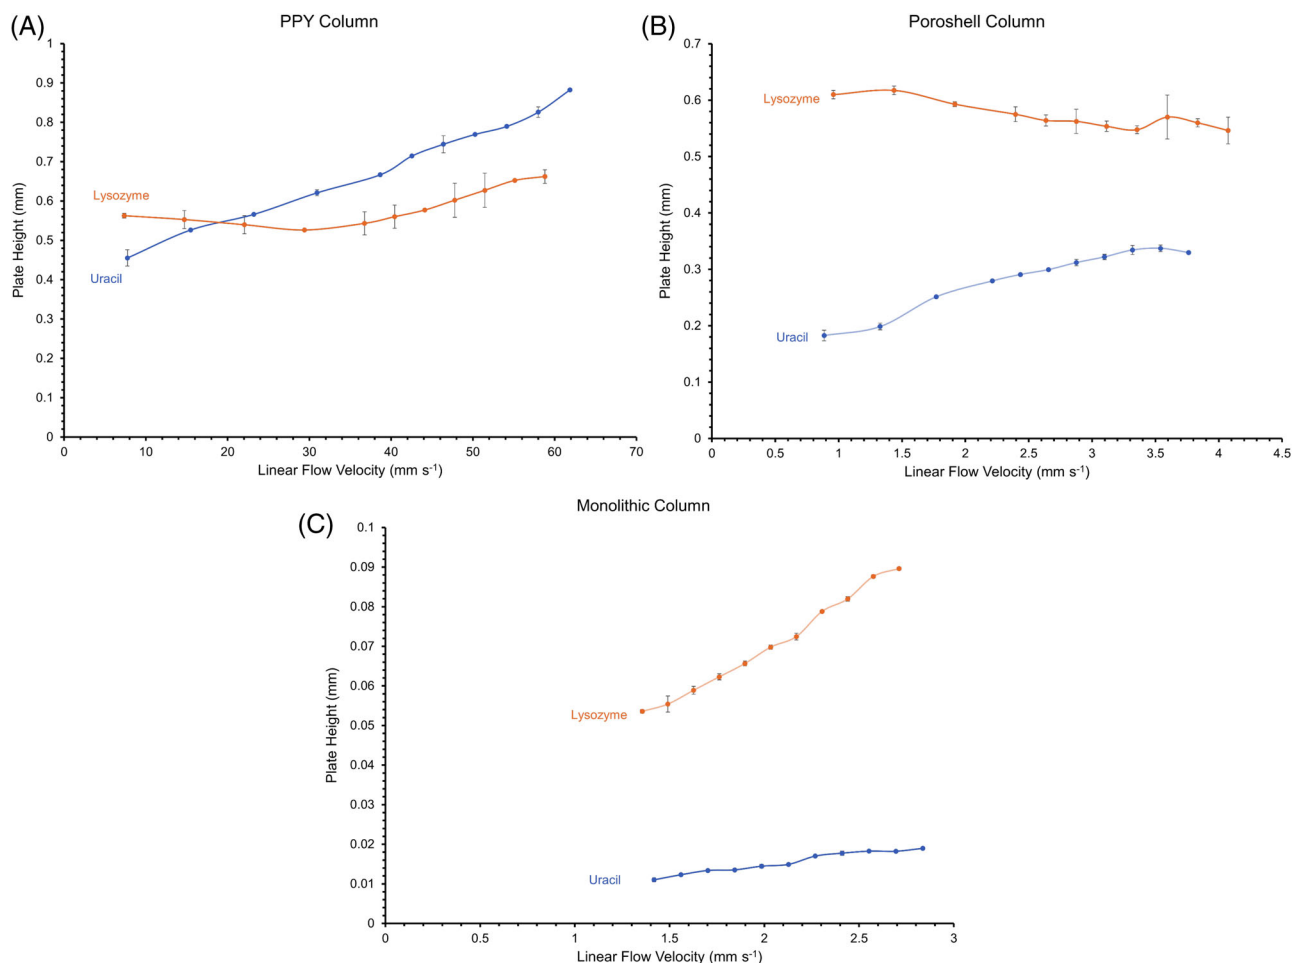 (A)
PPY Column
Plate Height (mm)
1
0.9
0.8
0.7
0.6
0.5
0.4
0.3
0.2
0.1
0
Lysozyme
Uracil
0 10 20 30 40 50 60 70
Linear Flow Velocity (mm s-1)
(B)
Poroshell Column
Plate Height (mm)
0.7
0.6
0.5
0.4
0.3
0.2
0.1
0
Lysozyme
Uracil
0 0.5 1 1.5 2 2.5 3 3.5 4 4.5
Linear Flow Velocity (mm s-1)
(C)
Monolithic Column
Plate Height (mm)
0.1
0.09
0.08
0.07
0.06
0.05
0.04
0.03
0.02
0.01
0
Lysozyme
Uracil
0 0.5 1 1.5 2 2.5 3
Linear Flow Velocity (mm s-1)